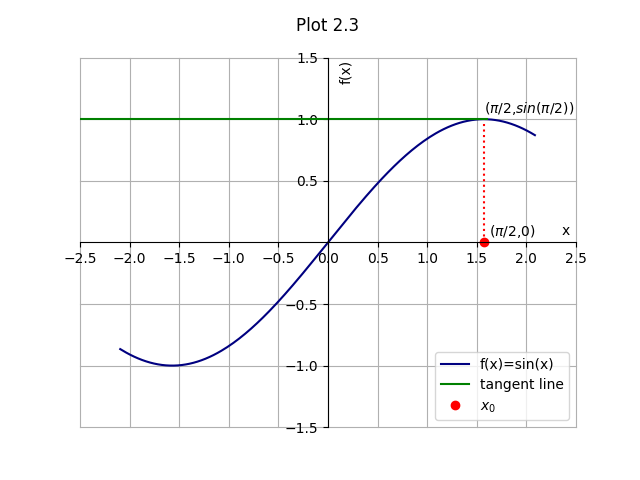 Plot 2.3
1.5
f(x)
(π/2,sin(π/2))
1.0
0.5
(π/2,0)
x
−2.5 −2.0 −1.5 −1.0 −0.5 0.0 0.5 1.0 1.5 2.0 2.5
−0.5
−1.0
−1.5
f(x)=sin(x)
tangent line
x₀